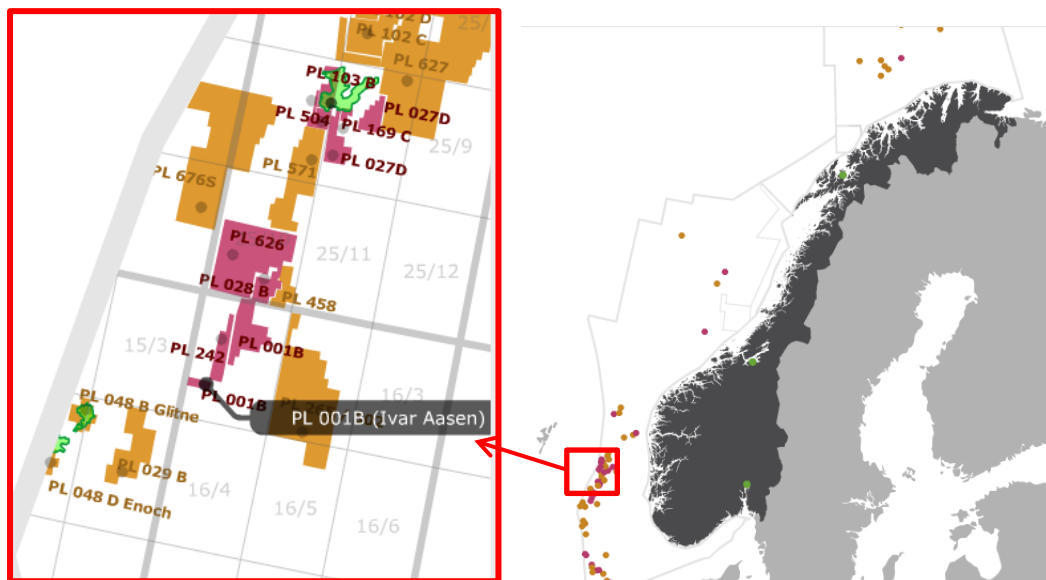 102 D
PL 102 C
PL 627
PL 103 B
PL 027D
PL 504
PL 169 C
25/9
PL 571
PL 027D
PL 676S
PL 626
25/11
25/12
PL 028 B
PL 458
15/3
PL 242
PL 001B
16/3
PL 001B
PL 048 B Glitne
PL 001B (Ivar Aasen)
PL 029 B
16/4
PL 048 D Enoch
16/5
16/6